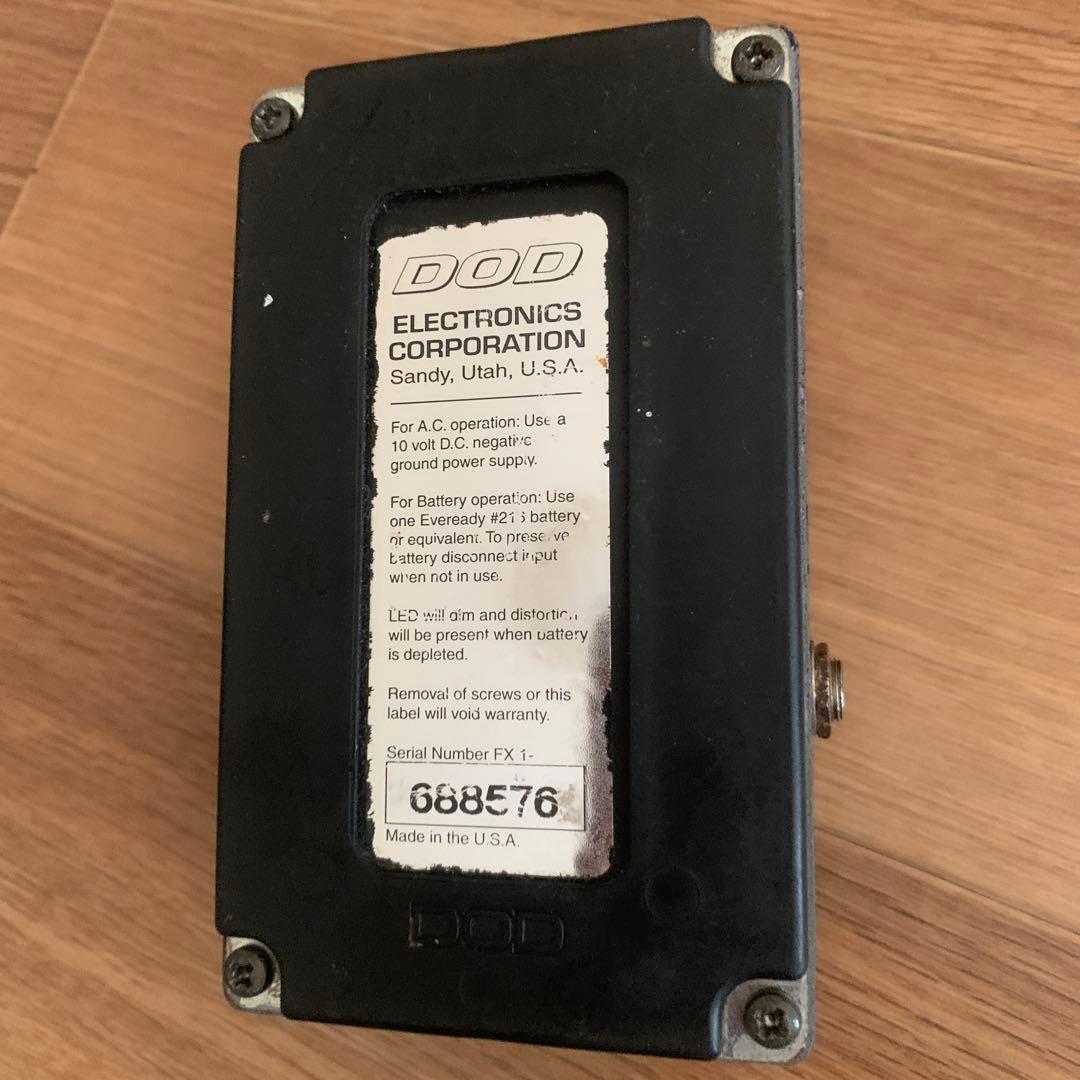 DOD
ELECTRONICS
CORPORATION
Sandy, Utah, U.S.A.
For A.C. operation: Use a
10 volt D.C. negative
ground power supply.
For Battery operation: Use
one Eveready #216 battery
or equivalent. To preserve
battery disconnect input
when not in use.
LED will dim and distortion
will be present when battery
is depleted.
Removal of screws or this
label will void warranty.
Serial Number FX 1-
688576
Made in the U.S.A.
DOD